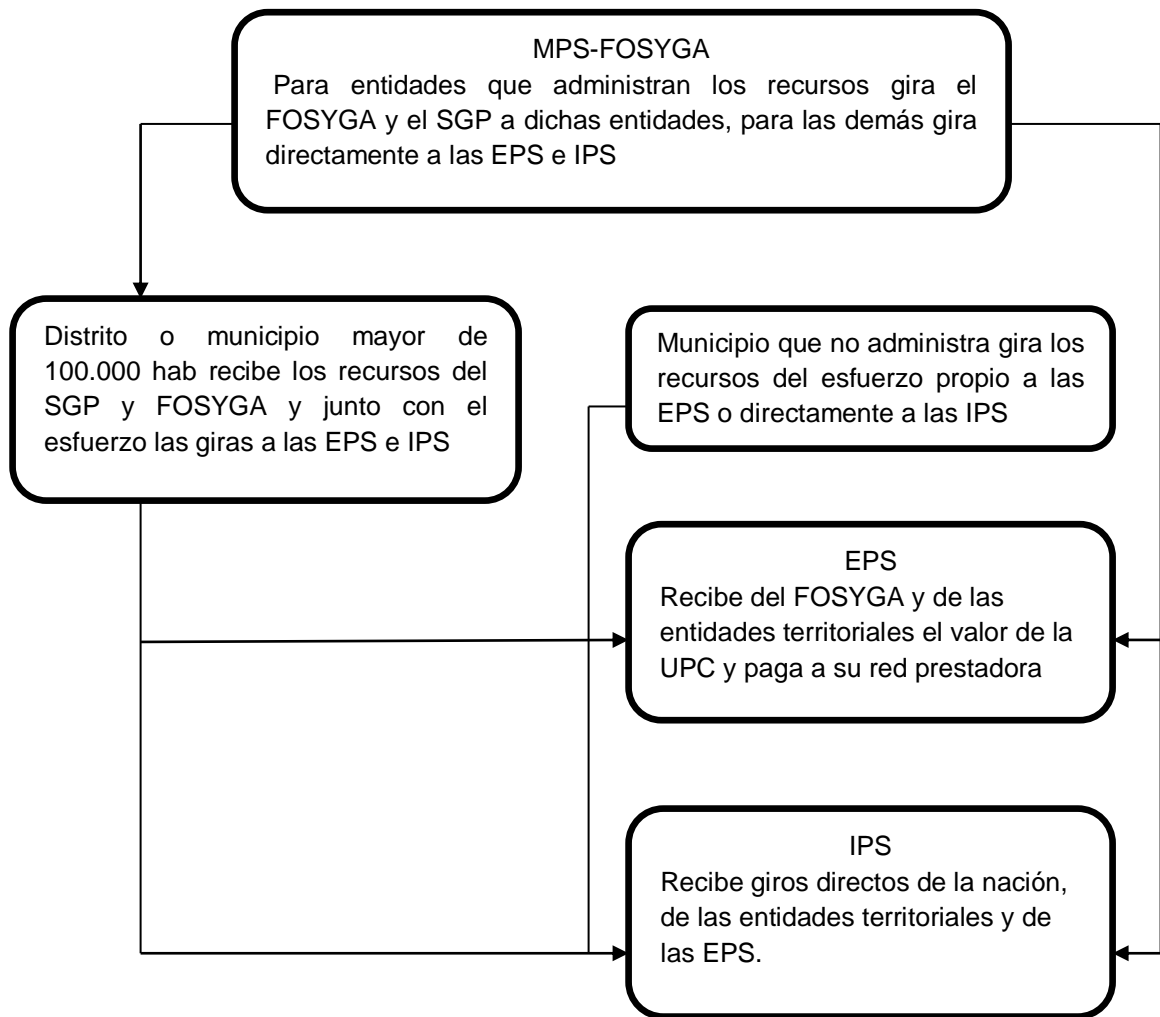 MPS-FOSYGA
Para entidades que administran los recursos gira el
FOSYGA y el SGP a dichas entidades, para las demás gira
directamente a las EPS e IPS
Distrito o municipio mayor de
100.000 hab recibe los recursos del
SGP y FOSYGA y junto con el
esfuerzo las giras a las EPS e IPS
Municipio que no administra gira los
recursos del esfuerzo propio a las
EPS o directamente a las IPS
EPS
Recibe del FOSYGA y de las
entidades territoriales el valor de la
UPC y paga a su red prestadora
IPS
Recibe giros directos de la nación,
de las entidades territoriales y de
las EPS.